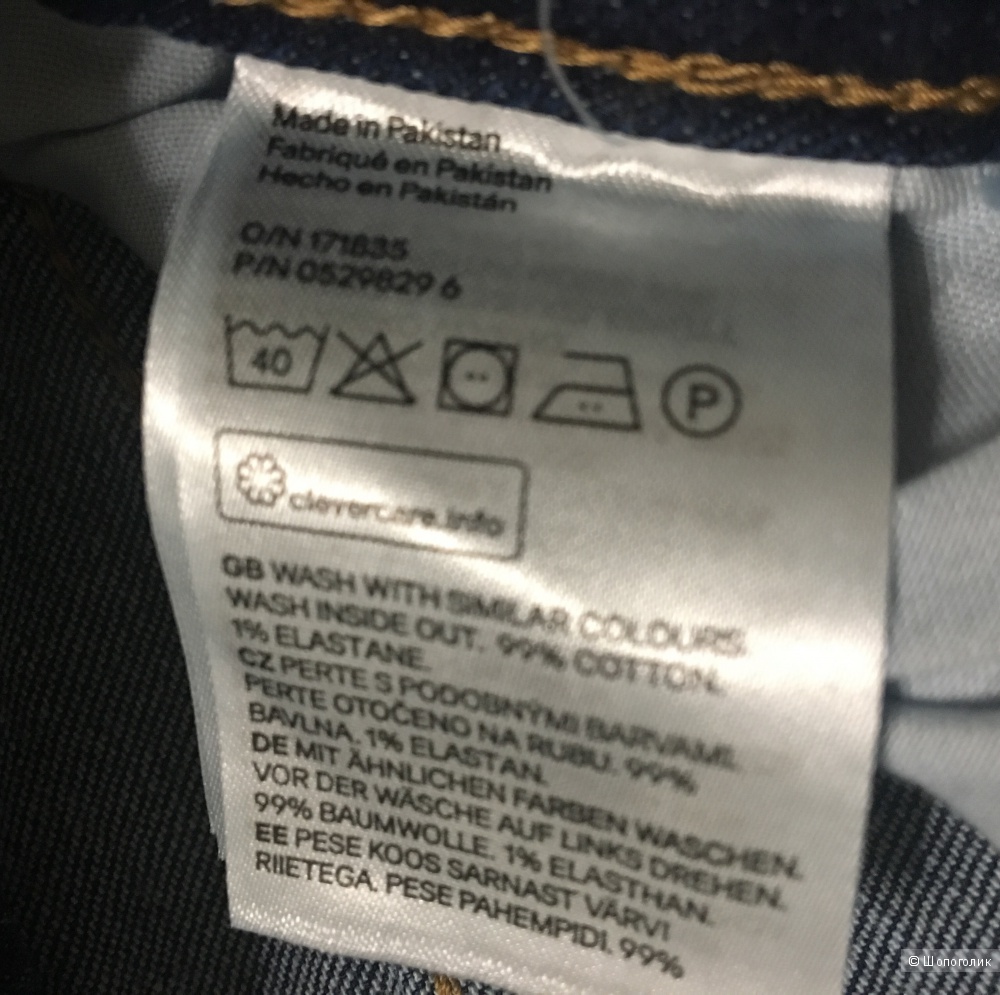 Made in Pakistan
Fabriqué en Pakistan
Hecho en Pakistán
O/N 171835
P/N 0529829 6
40
P
clevercare.info
GB WASH WITH SIMILAR COLOURS.
WASH INSIDE OUT. 99% COTTON.
1% ELASTANE.
CZ PERTE S PODOBNÝMI BARVAMI.
PERTE OTOČENO NA RUBU. 99%
BAVLNA. 1% ELASTAN.
DE MIT ÄHNLICHEN FARBEN WASCHEN.
VOR DER WÄSCHE AUF LINKS DREHEN.
99% BAUMWOLLE. 1% ELASTHAN.
EE PESE KOOS SARNAST VÄRVI
RIIETEGA. PESE PAHEMPIDI. 99%
© Шопоголик